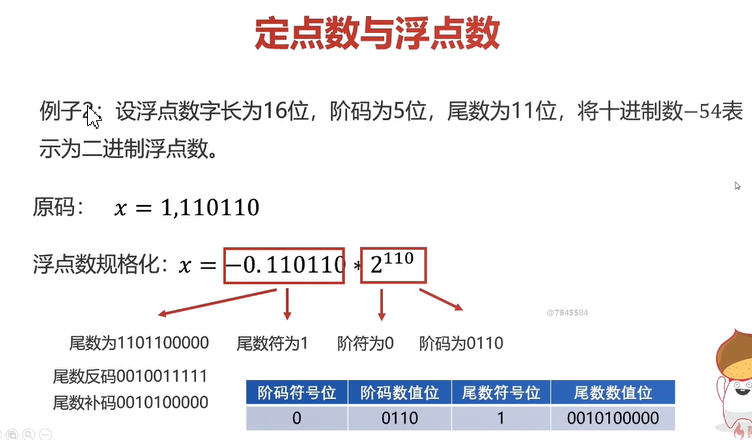 定点数与浮点数
例子2：设浮点数字长为16位，阶码为5位，尾数为11位，将十进制数−54表
示为二进制浮点数。
原码： x = 1,110110
浮点数规格化：x = −0.110110 * 2^110
@7945584
尾数为1101100000 尾数符为1 阶符为0 阶码为0110
尾数反码0010011111
尾数补码0010100000
阶码符号位 阶码数值位 尾数符号位 尾数数值位
0 0110 1 0010100000